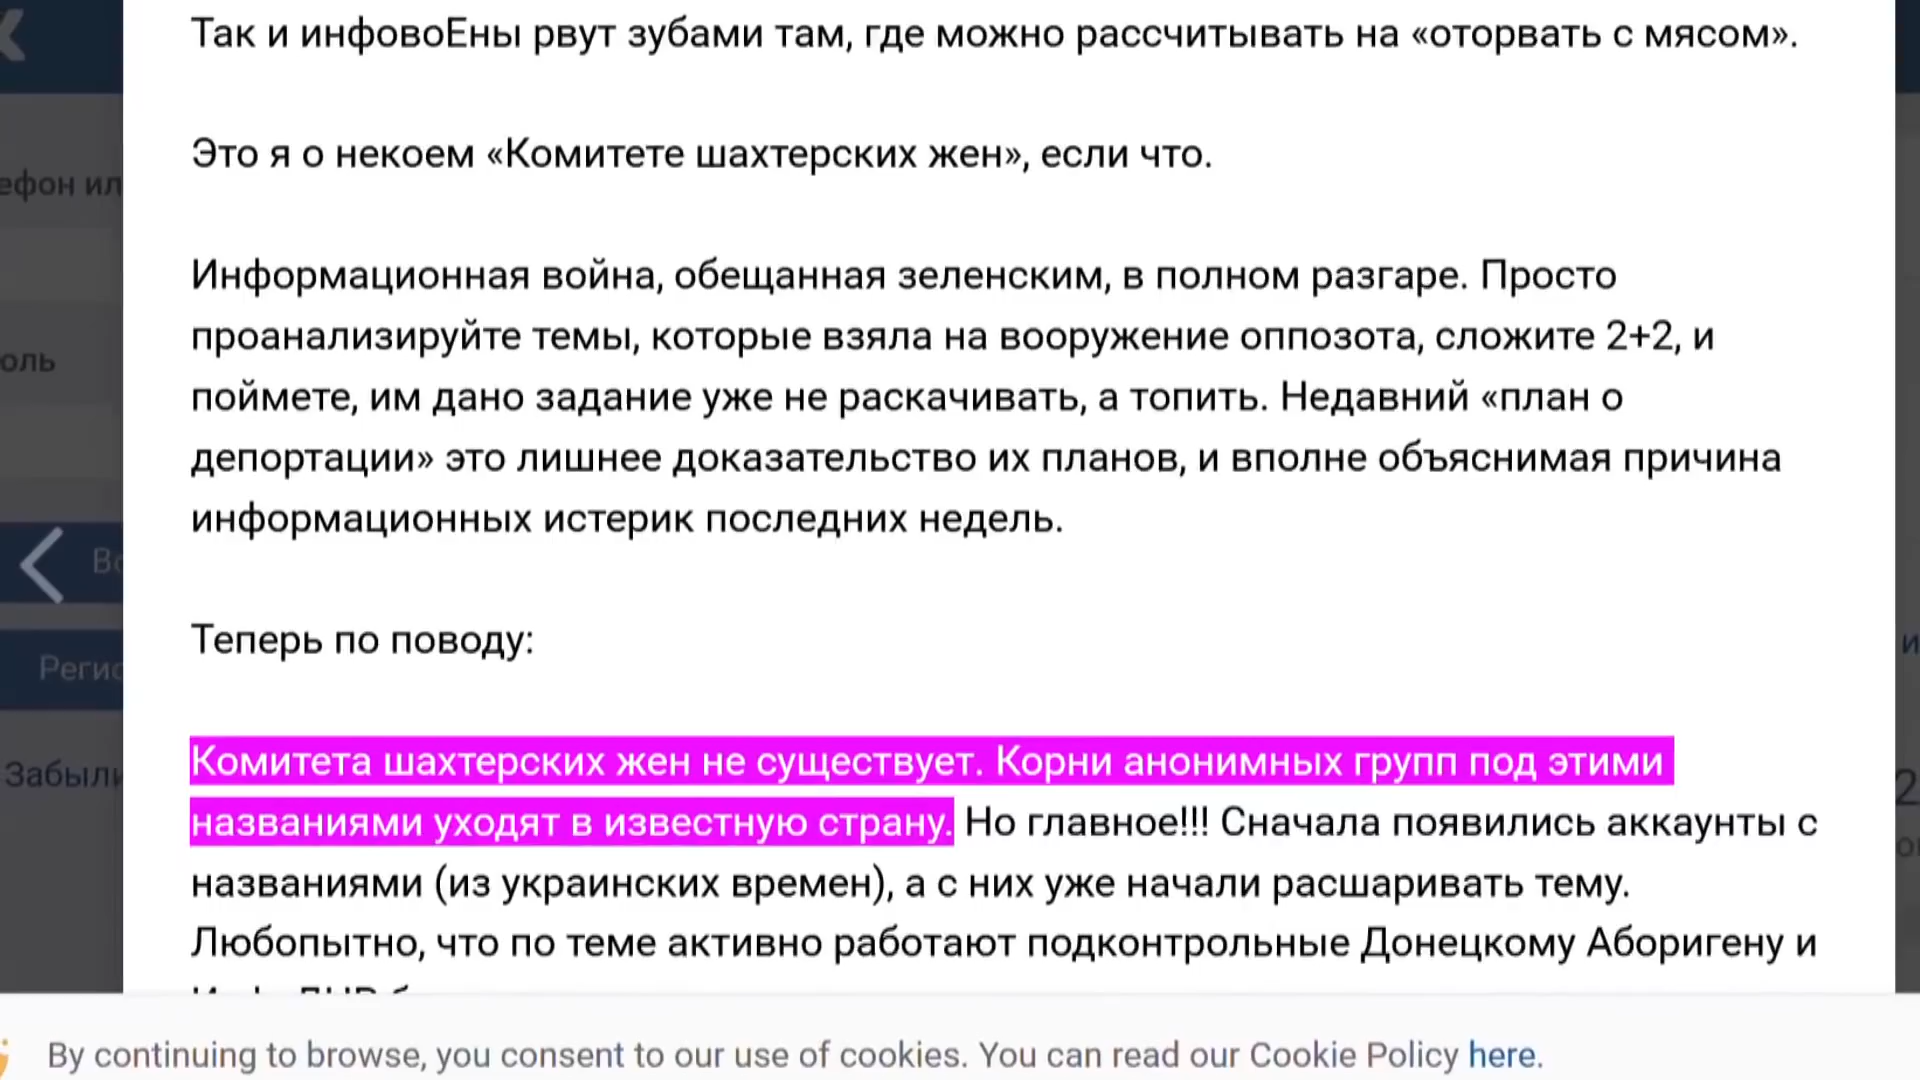 Так и инфовоЕны рвут зубами там, где можно рассчитывать на «оторвать с мясом».
Это я о некоем «Комитете шахтерских жен», если что.
Информационная война, обещанная зеленским, в полном разгаре. Просто
проанализируйте темы, которые взяла на вооружение оппозота, сложите 2+2, и
поймете, им дано задание уже не раскачивать, а топить. Недавний «план о
депортации» это лишнее доказательство их планов, и вполне объяснимая причина
информационных истерик последних недель.
Теперь по поводу:
Комитета шахтерских жен не существует. Корни анонимных групп под этими
названиями уходят в известную страну. Но главное!!! Сначала появились аккаунты с
названиями (из украинских времен), а с них уже начали расшаривать тему.
Любопытно, что по теме активно работают подконтрольные Донецкому Аборигену и
ефон ил
оль
Во
Регис
Забыли
By continuing to browse, you consent to our use of cookies. You can read our Cookie Policy here.